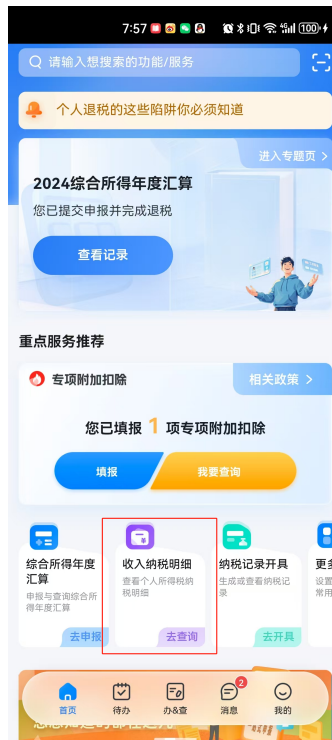 7:57
100
请输入想搜索的功能/服务
个人退税的这些陷阱你必须知道
进入专题页 >
2024综合所得年度汇算
您已提交申报并完成退税
查看记录
重点服务推荐
专项附加扣除
相关政策 >
您已填报 1 项专项附加扣除
填报
我要查询
综合所得年度
汇算
申报与查询综合所
得年度汇算
去申报
收入纳税明细
查看个人所得税纳
税明细
去查询
纳税记录开具
生成或查看纳税记
录
去开具
更多
设置
常用
首页
待办
办&查
2
消息
我的